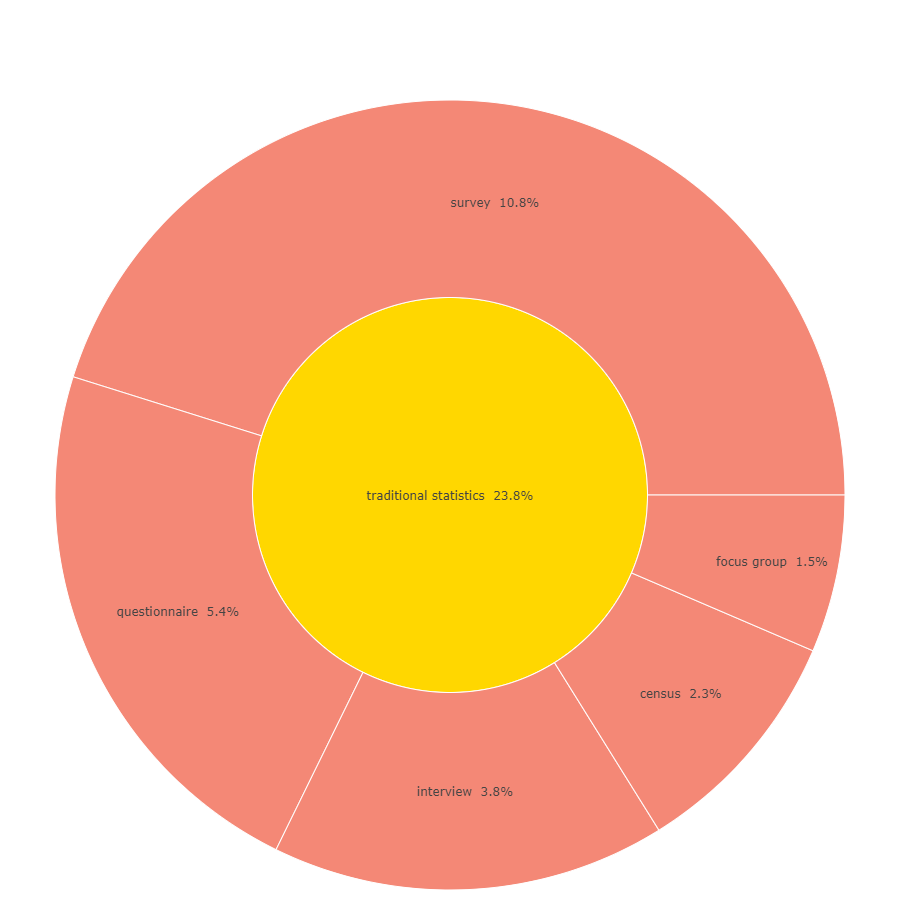 survey 10.8%
traditional statistics 23.8%
focus group 1.5%
questionnaire 5.4%
census 2.3%
interview 3.8%